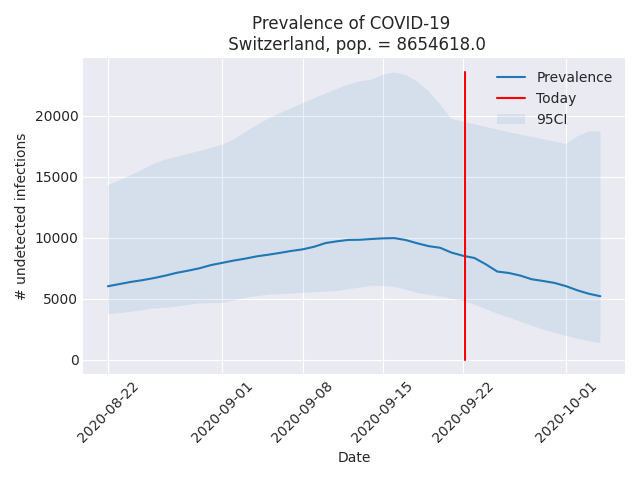 Prevalence of COVID-19
Switzerland, pop. = 8654618.0
Prevalence
Today
95CI
20000
15000
10000
5000
0
# undetected infections
2020-08-22
2020-09-01
2020-09-08
2020-09-15
2020-09-22
2020-10-01
Date